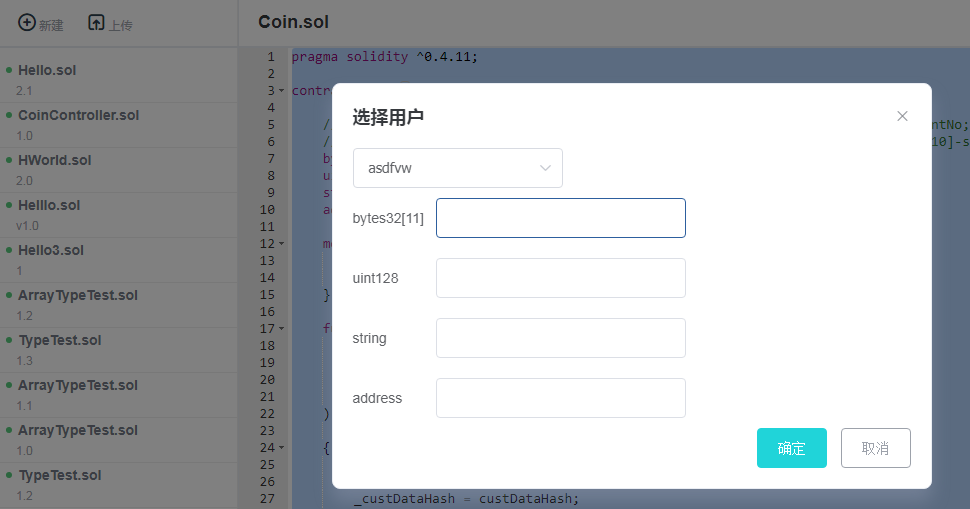 新建 上传
Coin.sol
Hello.sol
2.1
CoinController.sol
1.0
HWorld.sol
2.0
Helllo.sol
v1.0
Hello3.sol
1
ArrayTypeTest.sol
1.2
TypeTest.sol
1.3
ArrayTypeTest.sol
1.1
ArrayTypeTest.sol
1.0
TypeTest.sol
1.2
1 pragma solidity ^0.4.11;
2
3 contr
4
5 / ntNo;
6 / 10]-s
7 b
8 u
9 s
10 a
11
12 m
13
14
15 }
16
17 f
18
19
20
21
22 )
23
24 {
25
26
27 _custDataHash = custDataHash;
选择用户
asdfvw
bytes32[11]
uint128
string
address
确定 取消